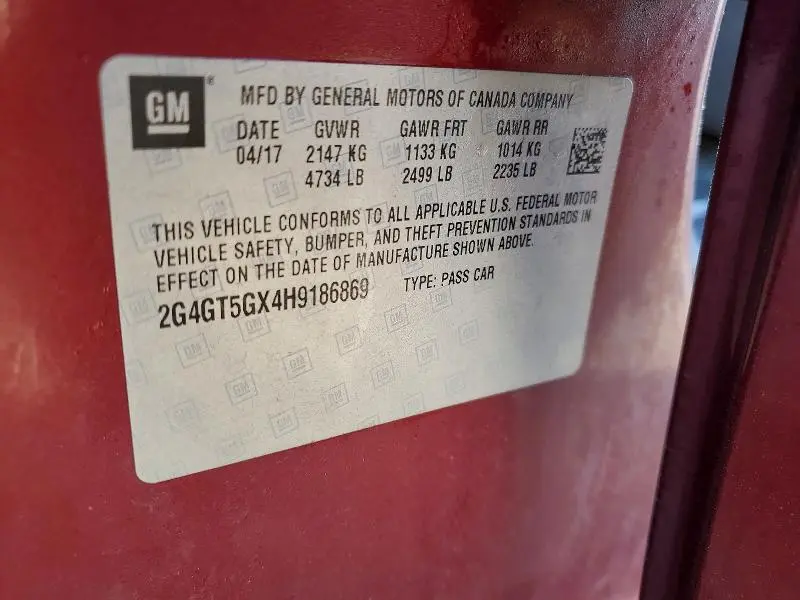 GM ®
MFD BY GENERAL MOTORS OF CANADA COMPANY
DATE GVWR GAWR FRT GAWR RR
04/17 2147 KG 1133 KG 1014 KG
4734 LB 2499 LB 2235 LB
THIS VEHICLE CONFORMS TO ALL APPLICABLE U.S. FEDERAL MOTOR
VEHICLE SAFETY, BUMPER, AND THEFT PREVENTION STANDARDS IN
EFFECT ON THE DATE OF MANUFACTURE SHOWN ABOVE.
2G4GT5GX4H9186869 TYPE: PASS CAR